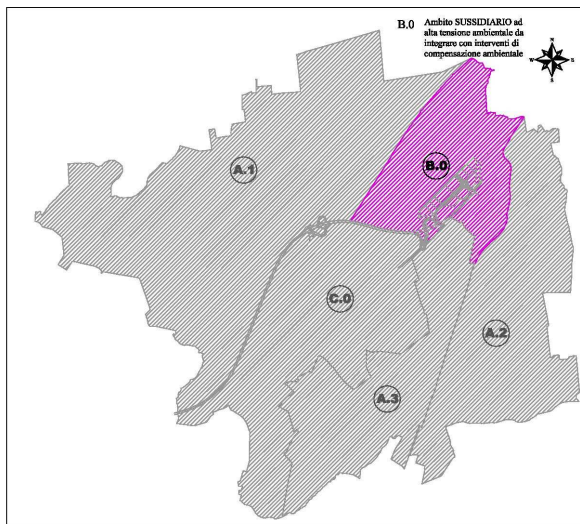 B.0 Ambito SUSSIDIARIO ad
alta tensione ambientale da
integrare con interventi di
compensazione ambientale
N
W
S
A.1
B.0
C.0
A.2
A.3